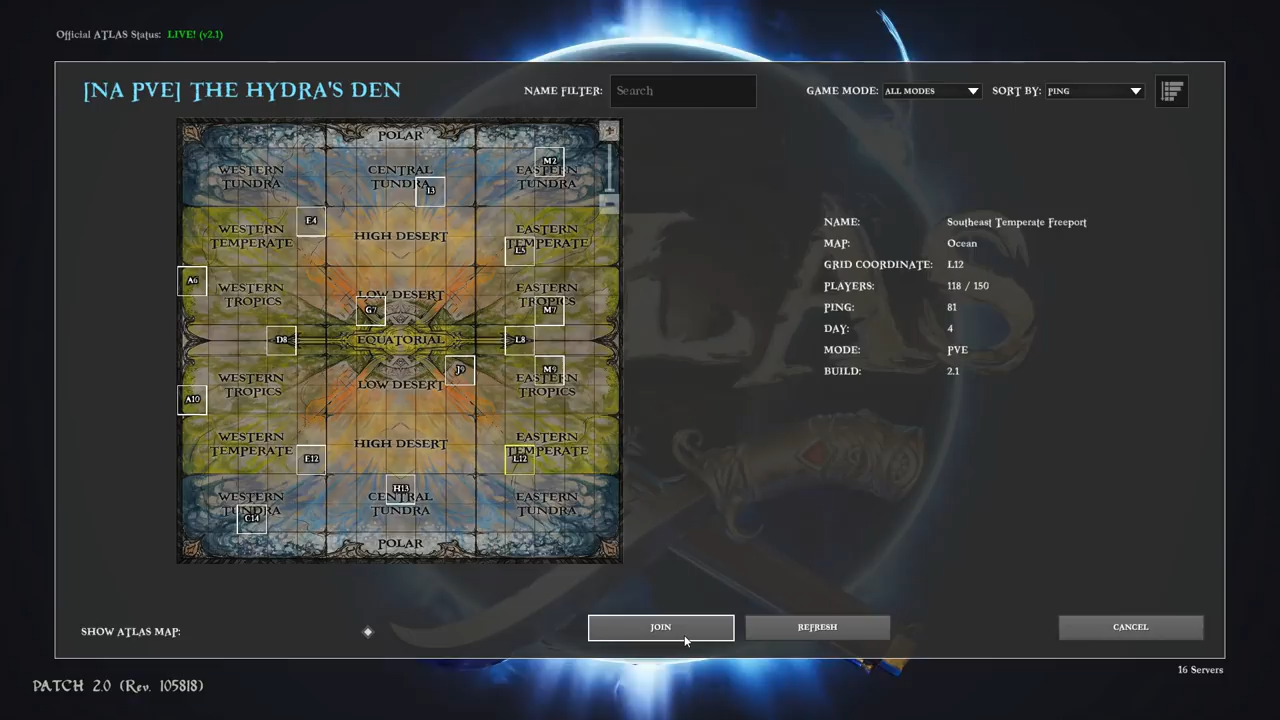 Official ATLAS Status: LIVE! (v2.1)
[NA PVE] THE HYDRA'S DEN
NAME FILTER: Search
GAME MODE: ALL MODES
SORT BY: PING
POLAR
WESTERN TUNDRA
CENTRAL TUNDRA
EASTERN TUNDRA
M2
I3
E4
WESTERN TEMPERATE
HIGH DESERT
EASTERN TEMPERATE
L5
A6
WESTERN TROPICS
LOW DESERT
EASTERN TROPICS
G7
M7
D8
EQUATORIAL
L8
J9
M9
WESTERN TROPICS
LOW DESERT
EASTERN TROPICS
A10
WESTERN TEMPERATE
HIGH DESERT
EASTERN TEMPERATE
E12
L12
H13
WESTERN TUNDRA
CENTRAL TUNDRA
EASTERN TUNDRA
C14
POLAR
NAME: Southeast Temperate Freeport
MAP: Ocean
GRID COORDINATE: L12
PLAYERS: 118 / 150
PING: 81
DAY: 4
MODE: PVE
BUILD: 2.1
SHOW ATLAS MAP:
JOIN
REFRESH
CANCEL
16 Servers
PATCH 2.0 (Rev. 105818)